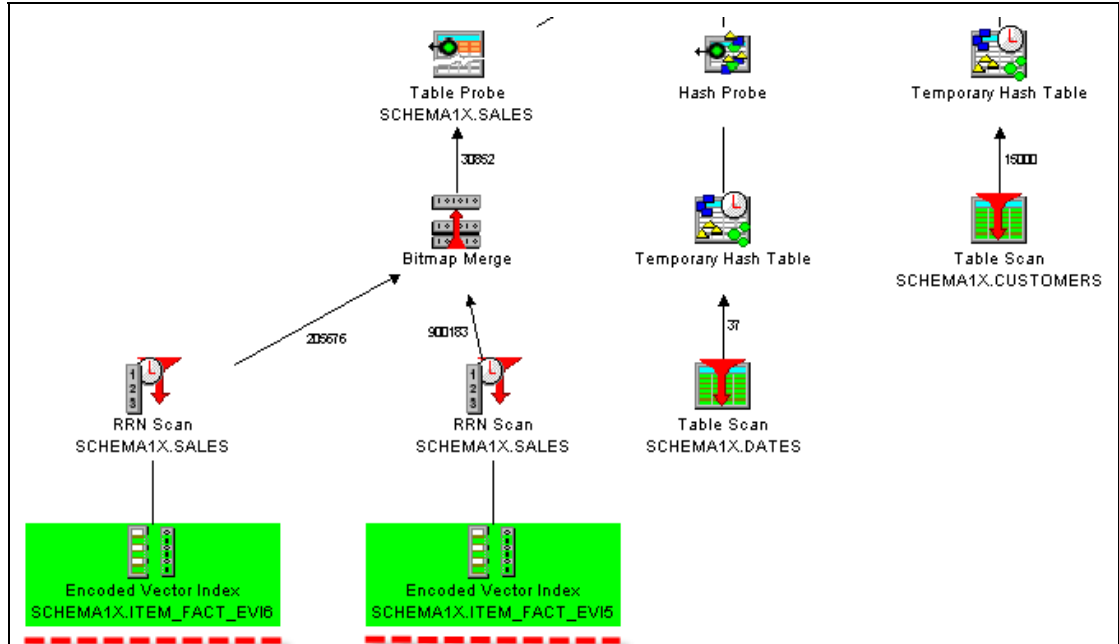 Table Probe
SCHEMA1X.SALES
Hash Probe
Temporary Hash Table
30852
15000
Bitmap Merge
Temporary Hash Table
Table Scan
SCHEMA1X.CUSTOMERS
205676
900183
37
RRN Scan
SCHEMA1X.SALES
RRN Scan
SCHEMA1X.SALES
Table Scan
SCHEMA1X.DATES
Encoded Vector Index
SCHEMA1X.ITEM_FACT_EVI6
Encoded Vector Index
SCHEMA1X.ITEM_FACT_EVI5